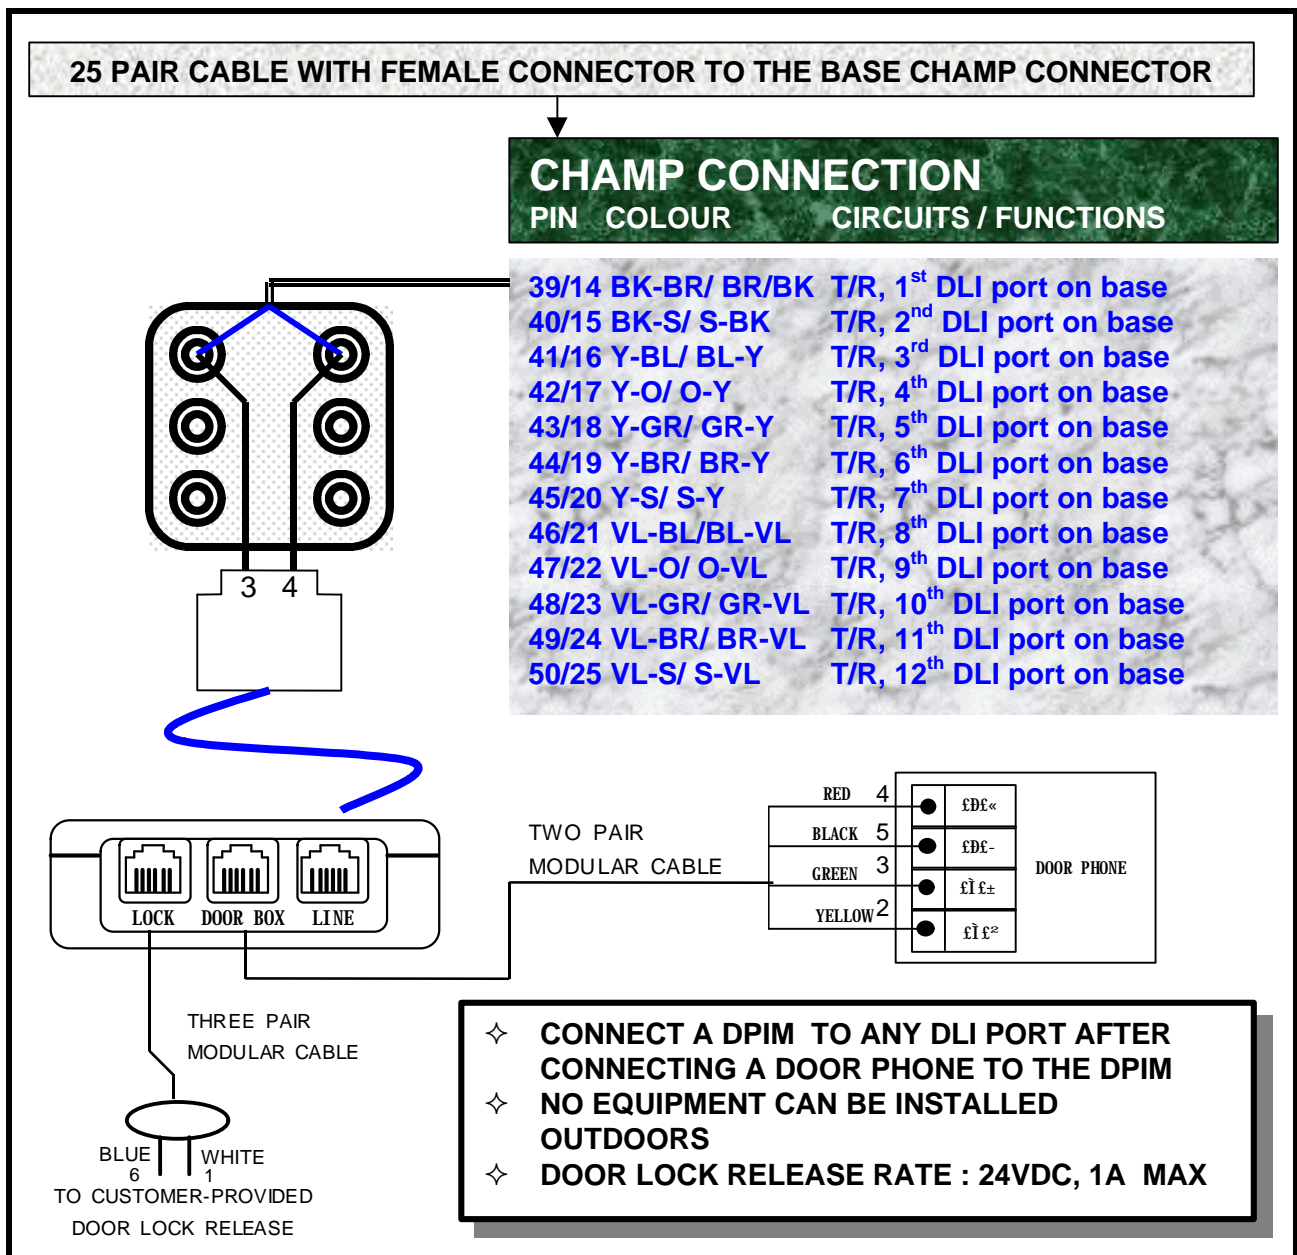 25 PAIR CABLE WITH FEMALE CONNECTOR TO THE BASE CHAMP CONNECTOR
CHAMP CONNECTION
PIN COLOUR CIRCUITS / FUNCTIONS
39/14 BK-BR/ BR/BK T/R, 1st DLI port on base
40/15 BK-S/ S-BK T/R, 2nd DLI port on base
41/16 Y-BL/ BL-Y T/R, 3rd DLI port on base
42/17 Y-O/ O-Y T/R, 4th DLI port on base
43/18 Y-GR/ GR-Y T/R, 5th DLI port on base
44/19 Y-BR/ BR-Y T/R, 6th DLI port on base
45/20 Y-S/ S-Y T/R, 7th DLI port on base
46/21 VL-BL/BL-VL T/R, 8th DLI port on base
47/22 VL-O/ O-VL T/R, 9th DLI port on base
48/23 VL-GR/ GR-VL T/R, 10th DLI port on base
49/24 VL-BR/ BR-VL T/R, 11th DLI port on base
50/25 VL-S/ S-VL T/R, 12th DLI port on base
3 4
RED 4 £Ð£«
BLACK 5 £Ð£-
GREEN 3 £Ì£±
YELLOW 2 £Ì£²
DOOR PHONE
TWO PAIR
MODULAR CABLE
LOCK DOOR BOX LINE
THREE PAIR
MODULAR CABLE
BLUE WHITE
6 1
TO CUSTOMER-PROVIDED
DOOR LOCK RELEASE
✧ CONNECT A DPIM TO ANY DLI PORT AFTER
CONNECTING A DOOR PHONE TO THE DPIM
✧ NO EQUIPMENT CAN BE INSTALLED
OUTDOORS
✧ DOOR LOCK RELEASE RATE : 24VDC, 1A MAX